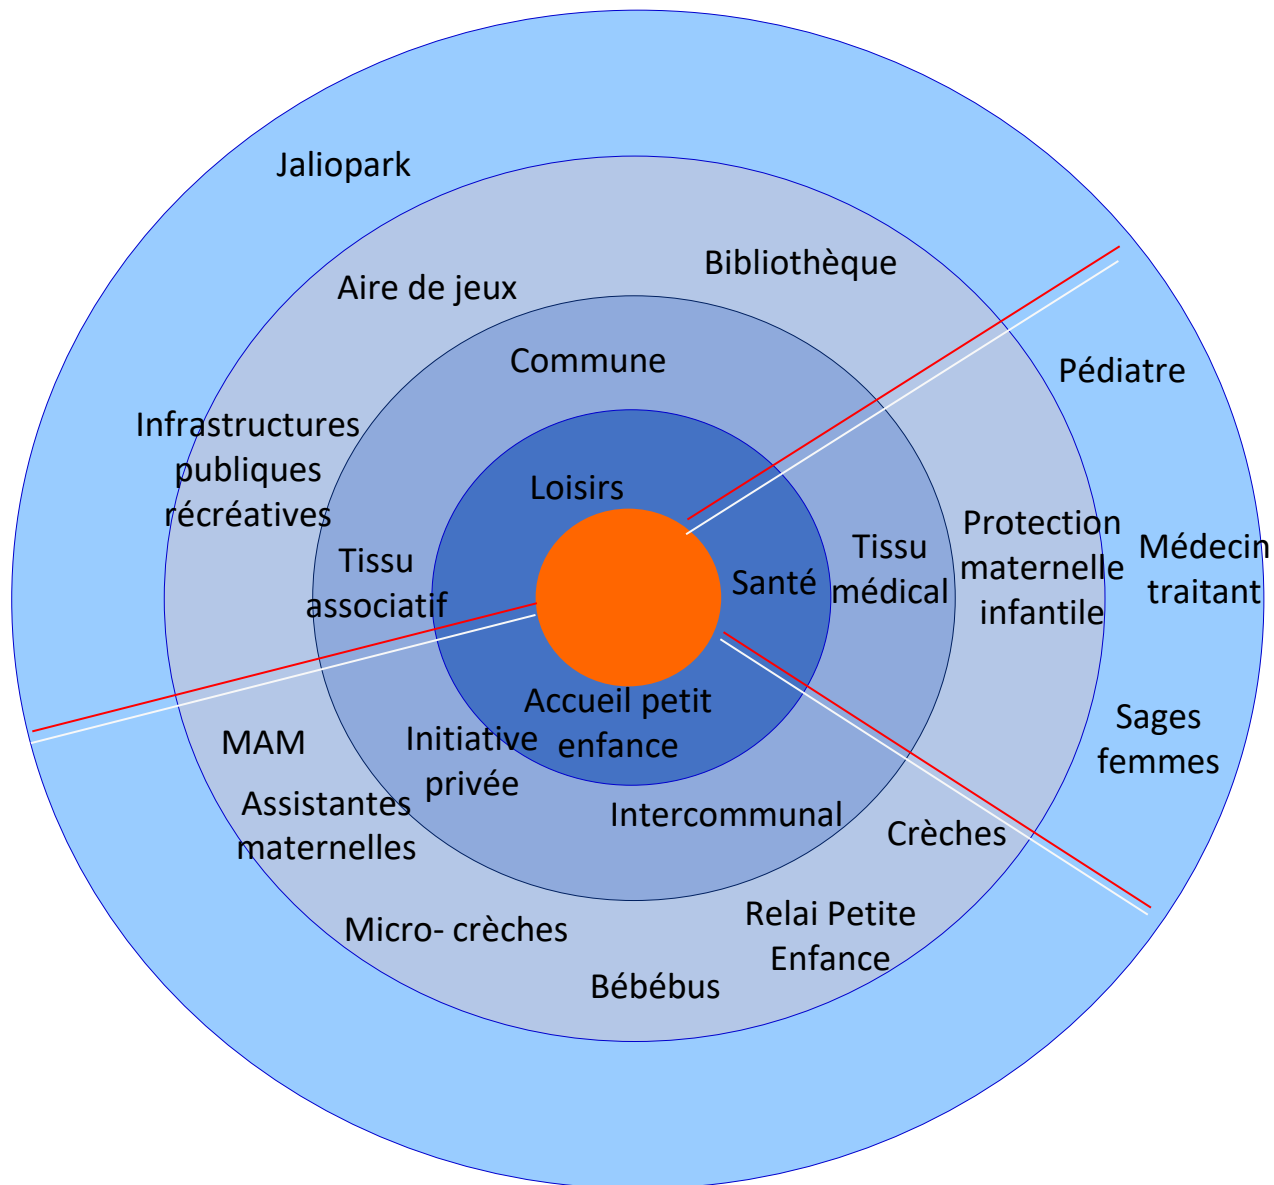 Jaliopark
Bibliothèque
Aire de jeux
Commune
Pédiatre
Infrastructures
publiques
récréatives
Loisirs
Tissu
associatif
Santé
Tissu
médical
Protection
maternelle
infantile
Médecin
traitant
Accueil petit
enfance
Sages
femmes
MAM
Initiative
privée
Assistantes
maternelles
Intercommunal
Crèches
Micro- crèches
Relai Petite
Enfance
Bébébus